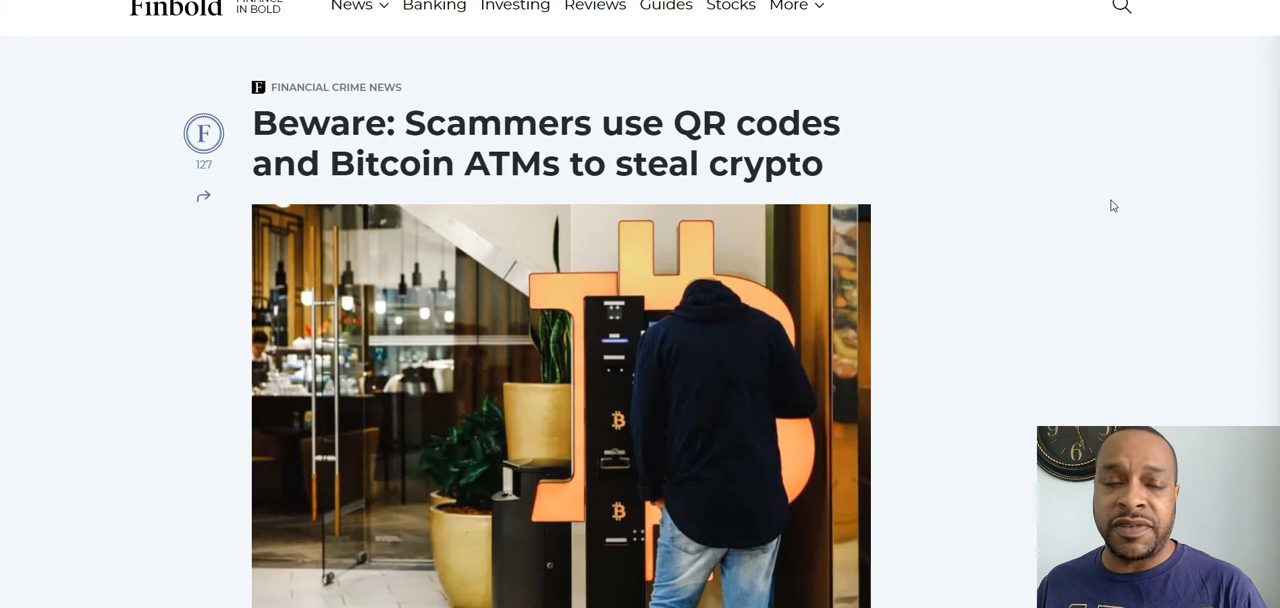 Finbold
FINANCE
IN BOLD
News
Banking
Investing
Reviews
Guides
Stocks
More
FINANCIAL CRIME NEWS
Beware: Scammers use QR codes
and Bitcoin ATMs to steal crypto
F
127